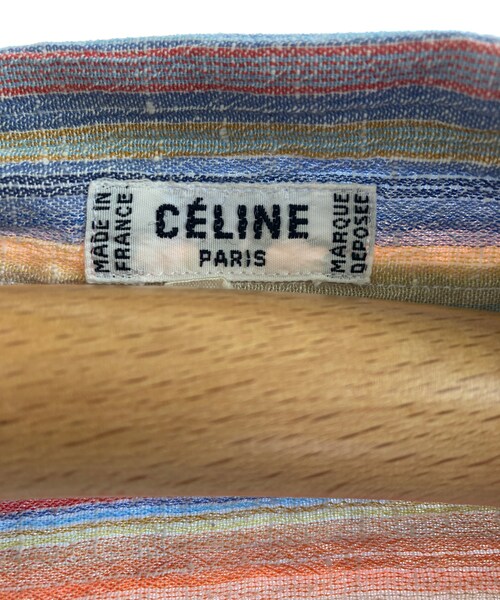 MADE IN
FRANCE
CÉLINE
PARIS
MARQUE
DEPOSEE